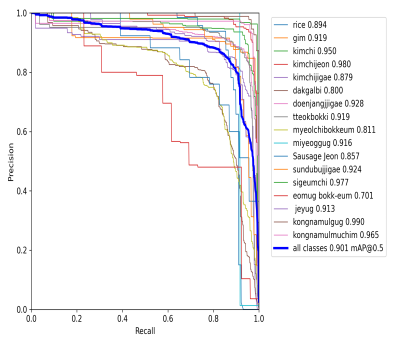 1.0
0.8
0.6
0.4
0.2
0.0
Precision
0.0 0.2 0.4 0.6 0.8 1.0
Recall
rice 0.894
gim 0.919
kimchi 0.950
kimchijeon 0.980
kimchijigae 0.879
dakgalbi 0.800
doenjangjjigae 0.928
tteokbokki 0.919
myeolchibokkeum 0.811
miyeoggug 0.916
Sausage Jeon 0.857
sundubujjigae 0.924
sigeumchi 0.977
eomug bokk-eum 0.701
jeyug 0.913
kongnamulgug 0.990
kongnamulmuchim 0.965
all classes 0.901 mAP@0.5